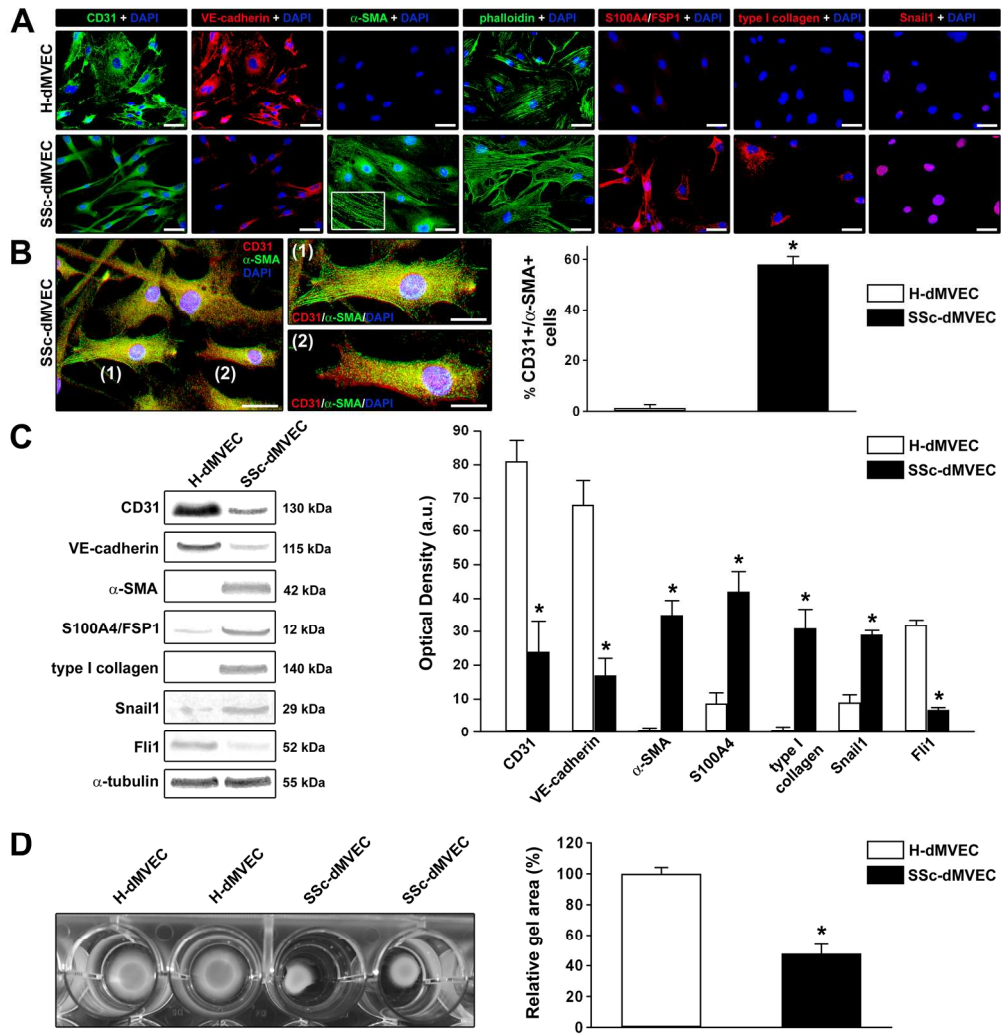 A
CD31 + DAPI
VE-cadherin + DAPI
α-SMA + DAPI
phalloidin + DAPI
S100A4/FSP1 + DAPI
type I collagen + DAPI
Snail1 + DAPI
H-dMVEC
SSc-dMVEC
B
SSc-dMVEC
CD31
α-SMA
DAPI
(1)
(2)
(1)
CD31/α-SMA/DAPI
(2)
CD31/α-SMA/DAPI
% CD31+/α-SMA+
cells
60
40
20
0
*
H-dMVEC
SSc-dMVEC
C
H-dMVEC
SSc-dMVEC
CD31
130 kDa
VE-cadherin
115 kDa
α-SMA
42 kDa
S100A4/FSP1
12 kDa
type I collagen
140 kDa
Snail1
29 kDa
Fli1
52 kDa
α-tubulin
55 kDa
Optical Density (a.u.)
90
80
70
60
50
40
30
20
10
0
* * * * * * *
CD31
VE-cadherin
α-SMA
S100A4
type I
collagen
Snail1
Fli1
H-dMVEC
SSc-dMVEC
D
H-dMVEC
H-dMVEC
SSc-dMVEC
SSc-dMVEC
Relative gel area (%)
120
100
80
60
40
20
0
*
H-dMVEC
SSc-dMVEC